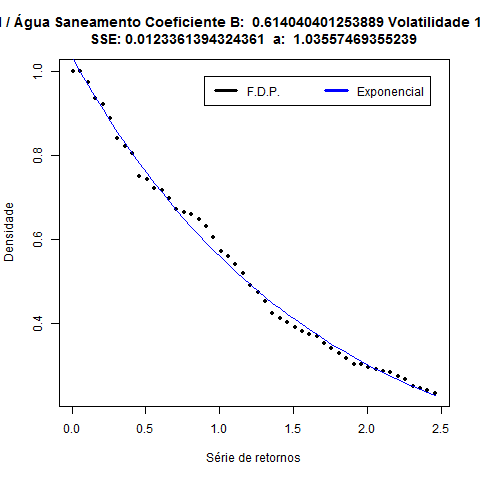 / Água Saneamento Coeficiente B: 0.614040401253889 Volatilidade 1
SSE: 0.0123361394324361 a: 1.03557469355239
F.D.P.
Exponencial
1.0
0.8
0.6
0.4
Densidade
0.0 0.5 1.0 1.5 2.0 2.5
Série de retornos